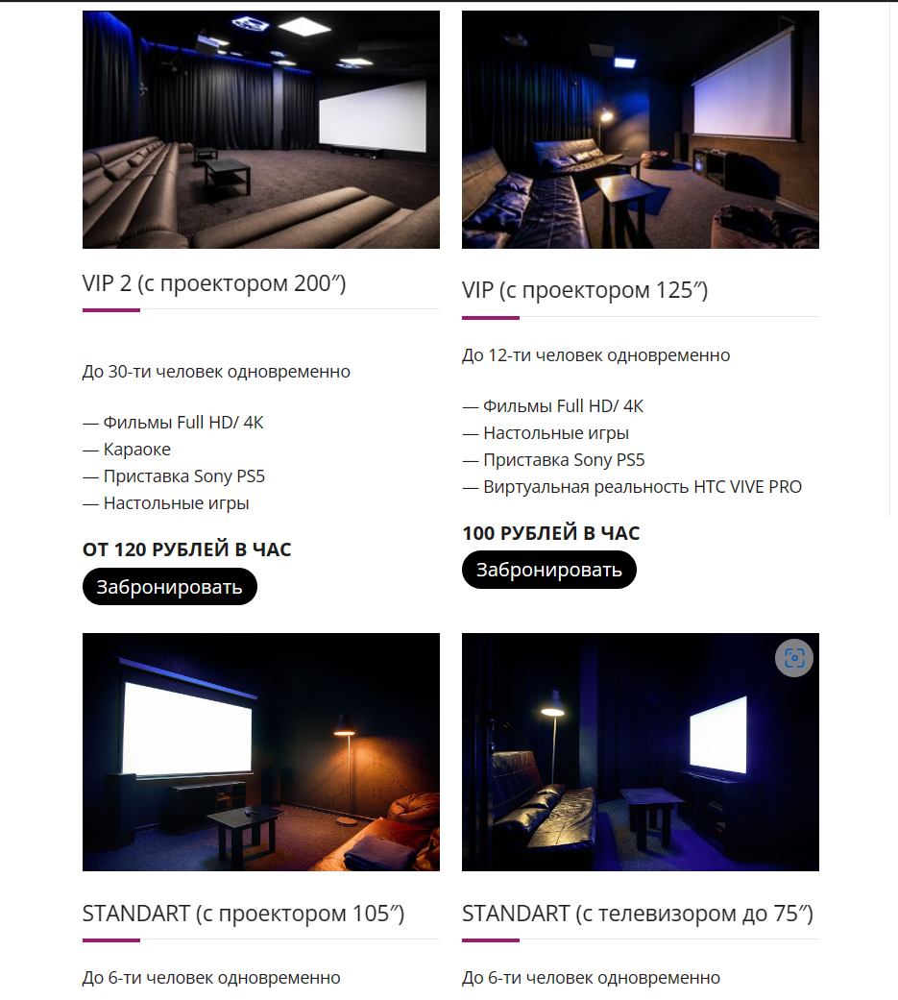 VIP 2 (с проектором 200″)
До 30-ти человек одновременно
— Фильмы Full HD/ 4К
— Караоке
— Приставка Sony PS5
— Настольные игры
ОТ 120 РУБЛЕЙ В ЧАС
Забронировать
VIP (с проектором 125″)
До 12-ти человек одновременно
— Фильмы Full HD/ 4К
— Настольные игры
— Приставка Sony PS5
— Виртуальная реальность HTC VIVE PRO
100 РУБЛЕЙ В ЧАС
Забронировать
STANDART (с проектором 105″)
До 6-ти человек одновременно
STANDART (с телевизором до 75″)
До 6-ти человек одновременно